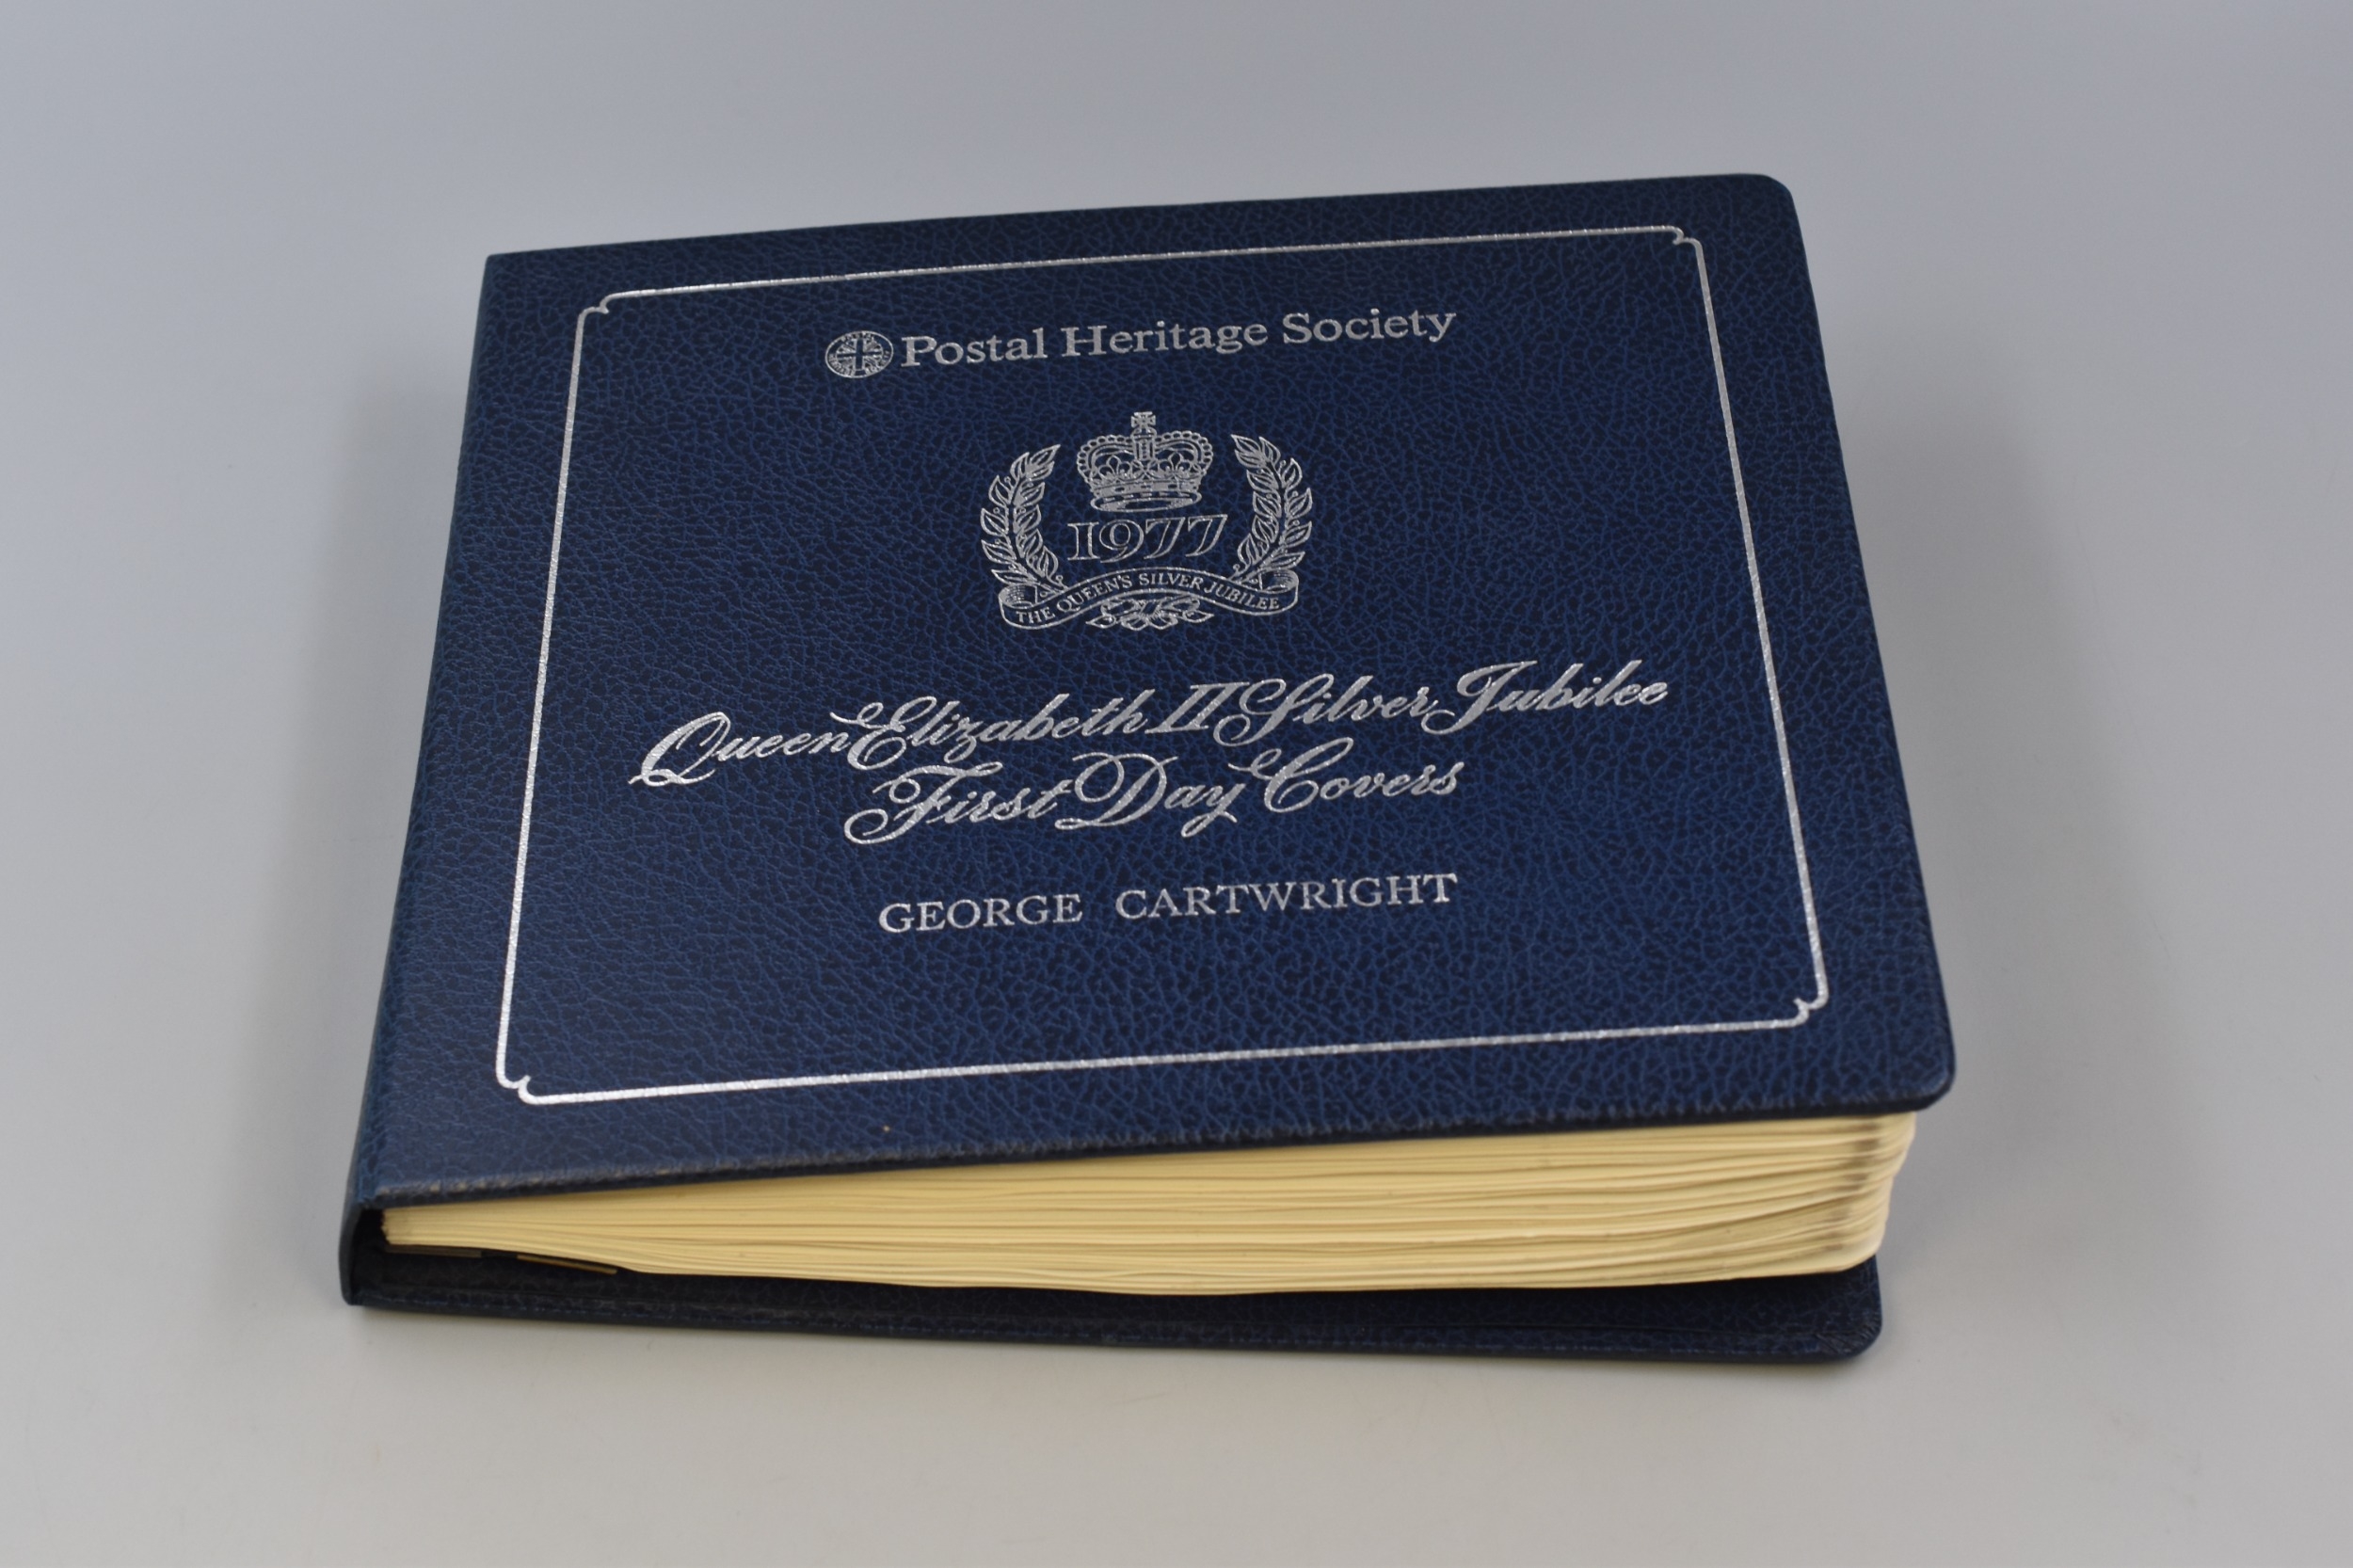 Postal Heritage Society
1977
THE QUEEN'S SILVER JUBILEE
Queen Elizabeth II Silver Jubilee
First Day Covers
GEORGE CARTWRIGHT